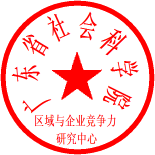 广东省社会科学院
区域与企业竞争力
研究中心